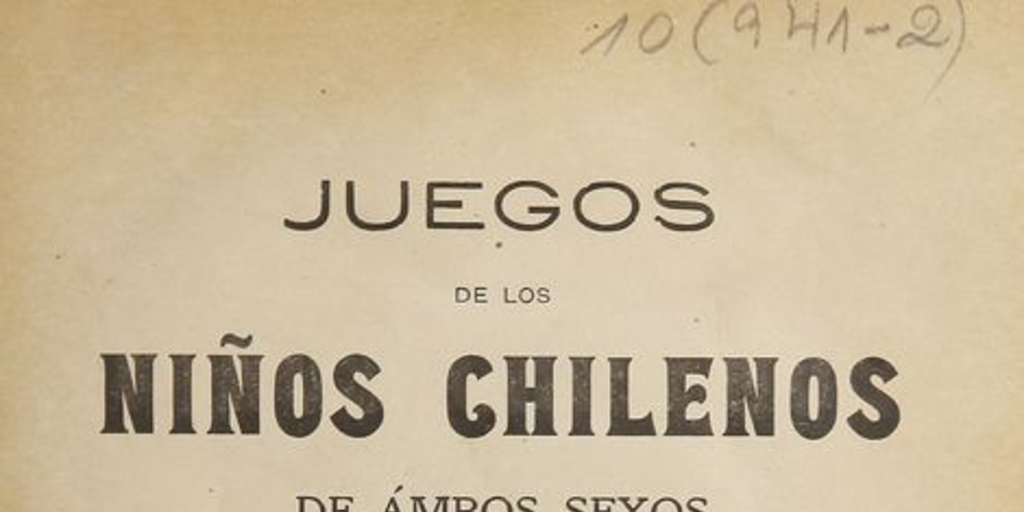 10(941-2)
JUEGOS
DE LOS
NIÑOS CHILENOS
DE ÁMBOS SEXOS